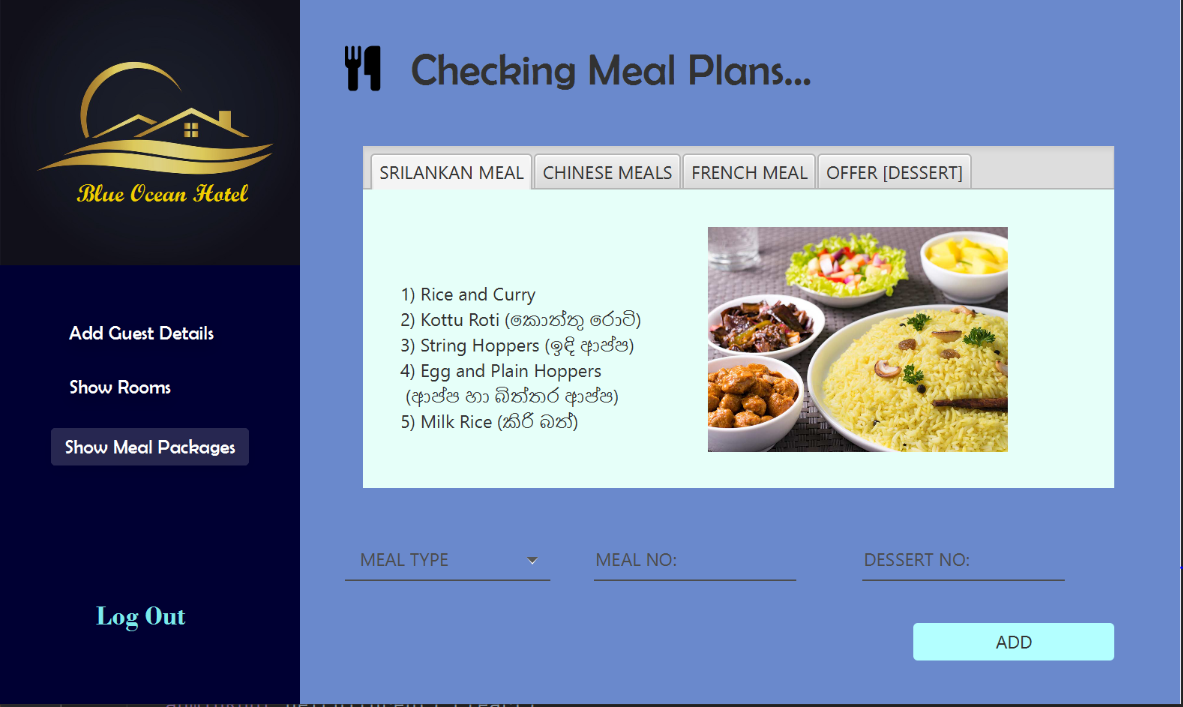 Blue Ocean Hotel
Add Guest Details
Show Rooms
Show Meal Packages
Log Out
Checking Meal Plans...
SRILANKAN MEAL
CHINESE MEALS
FRENCH MEAL
OFFER [DESSERT]
1) Rice and Curry
2) Kottu Roti (කොත්තු රොටි)
3) String Hoppers (ඉඳි ආප්ප)
4) Egg and Plain Hoppers
(ආප්ප හා බිත්තර ආප්ප)
5) Milk Rice (කිරි බත්)
MEAL TYPE
MEAL NO:
DESSERT NO:
ADD